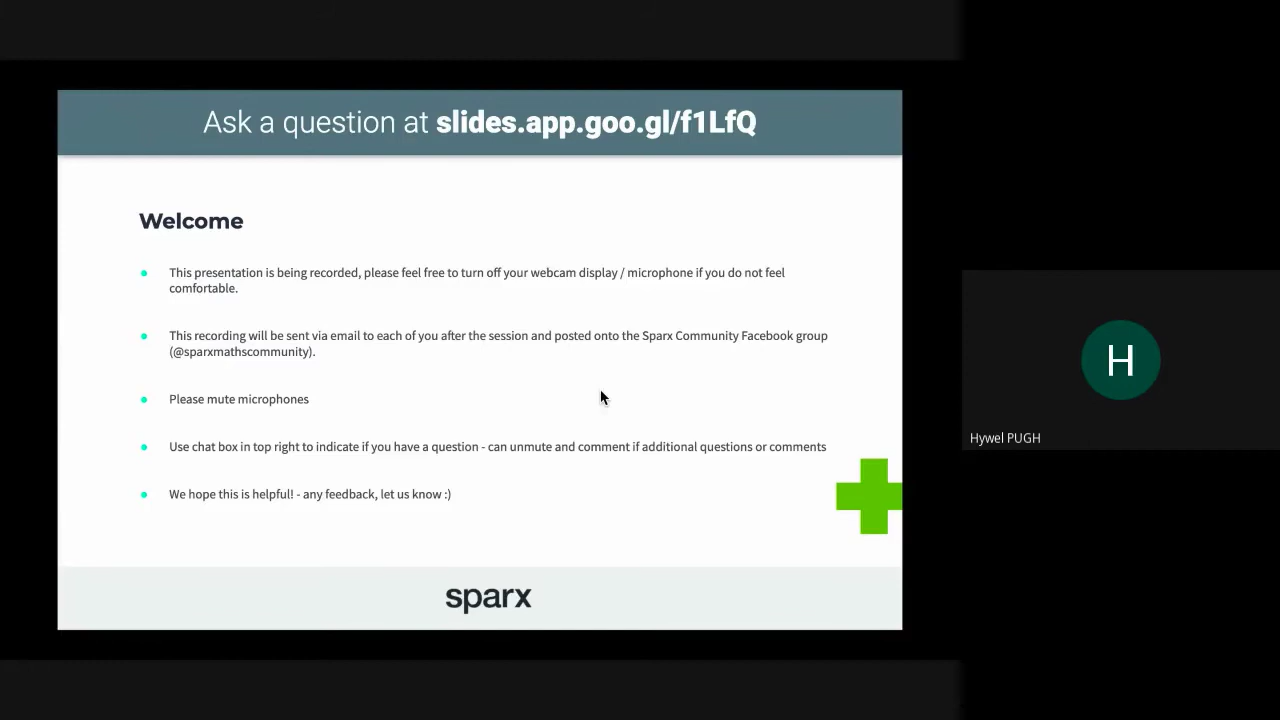 Ask a question at slides.app.goo.gl/f1LfQ
Welcome
This presentation is being recorded, please feel free to turn off your webcam display / microphone if you do not feel
comfortable.
This recording will be sent via email to each of you after the session and posted onto the Sparx Community Facebook group
(@sparxmathscommunity).
Please mute microphones
Use chat box in top right to indicate if you have a question - can unmute and comment if additional questions or comments
We hope this is helpful! - any feedback, let us know :)
sparx
H
Hywel PUGH